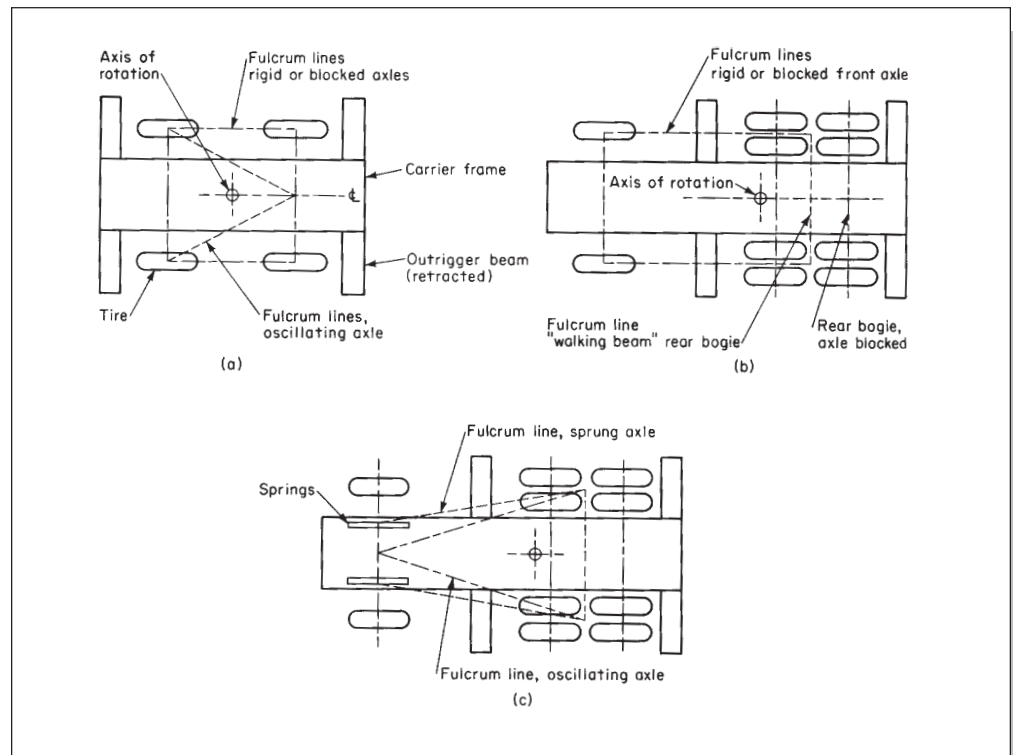 Axis of
rotation
Fulcrum lines
rigid or blocked axles
Carrier frame
℄
Outrigger beam
(retracted)
Tire
Fulcrum lines,
oscillating axle
(a)
Fulcrum lines
rigid or blocked front axle
Axis of rotation
Fulcrum line
"walking beam" rear bogie
Rear bogie,
axle blocked
(b)
Fulcrum line, sprung axle
Springs
Fulcrum line, oscillating axle
(c)